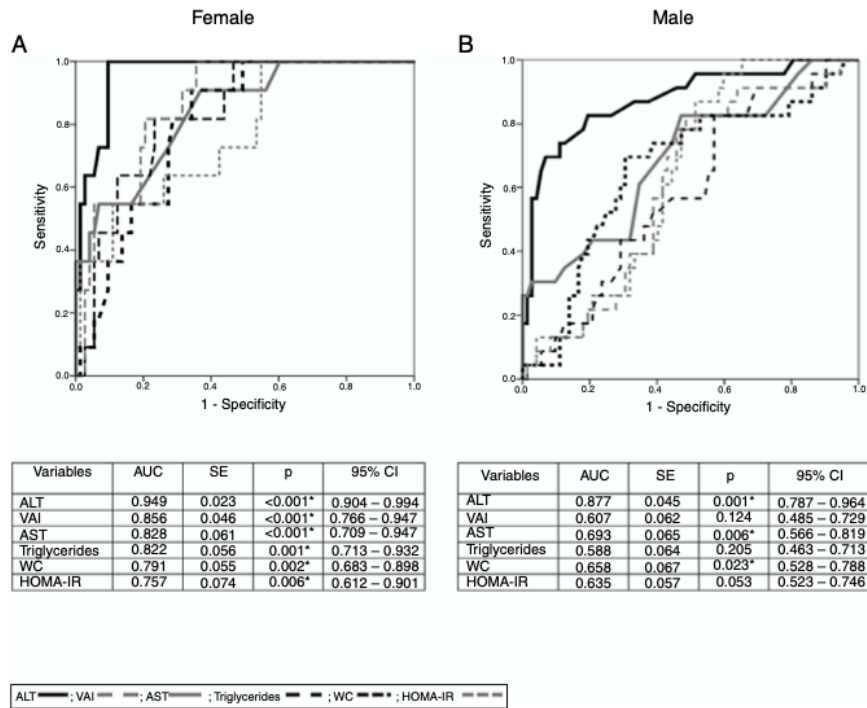 Female
Male
A
B
1.0
0.8
0.6
0.4
0.2
0.0
Sensitivity
0.0 0.2 0.4 0.6 0.8 1.0
1 - Specificity
1.0
0.8
0.6
0.4
0.2
0.0
Sensitivity
0.0 0.2 0.4 0.6 0.8 1.0
1 - Specificity
Variables AUC SE p 95% CI
ALT 0.949 0.023 <0.001* 0.904 – 0.994
VAI 0.856 0.046 <0.001* 0.766 – 0.947
AST 0.828 0.061 <0.001* 0.709 – 0.947
Triglycerides 0.822 0.056 0.001* 0.713 – 0.932
WC 0.791 0.055 0.002* 0.683 – 0.898
HOMA-IR 0.757 0.074 0.006* 0.612 – 0.901
Variables AUC SE p 95% CI
ALT 0.877 0.045 0.001* 0.787 – 0.964
VAI 0.607 0.062 0.124 0.485 – 0.729
AST 0.693 0.065 0.006* 0.566 – 0.819
Triglycerides 0.588 0.064 0.205 0.463 – 0.713
WC 0.658 0.067 0.023* 0.528 – 0.788
HOMA-IR 0.635 0.057 0.053 0.523 – 0.746
ALT ; VAI ; AST ; Triglycerides ; WC ; HOMA-IR